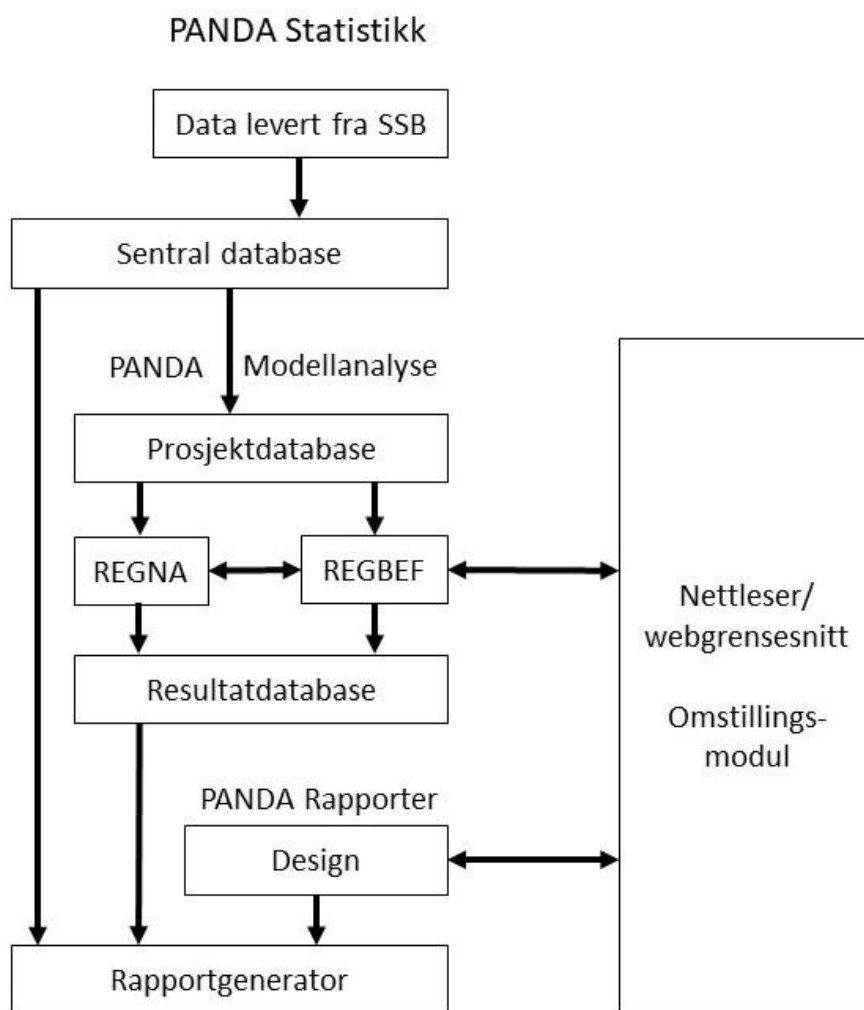 PANDA Statistikk
Data levert fra SSB
Sentral database
PANDA Modellanalyse
Prosjektdatabase
REGNA
REGBEF
Nettleser/
webgrensesnitt
Omstillings-
modul
Resultatdatabase
PANDA Rapporter
Design
Rapportgenerator